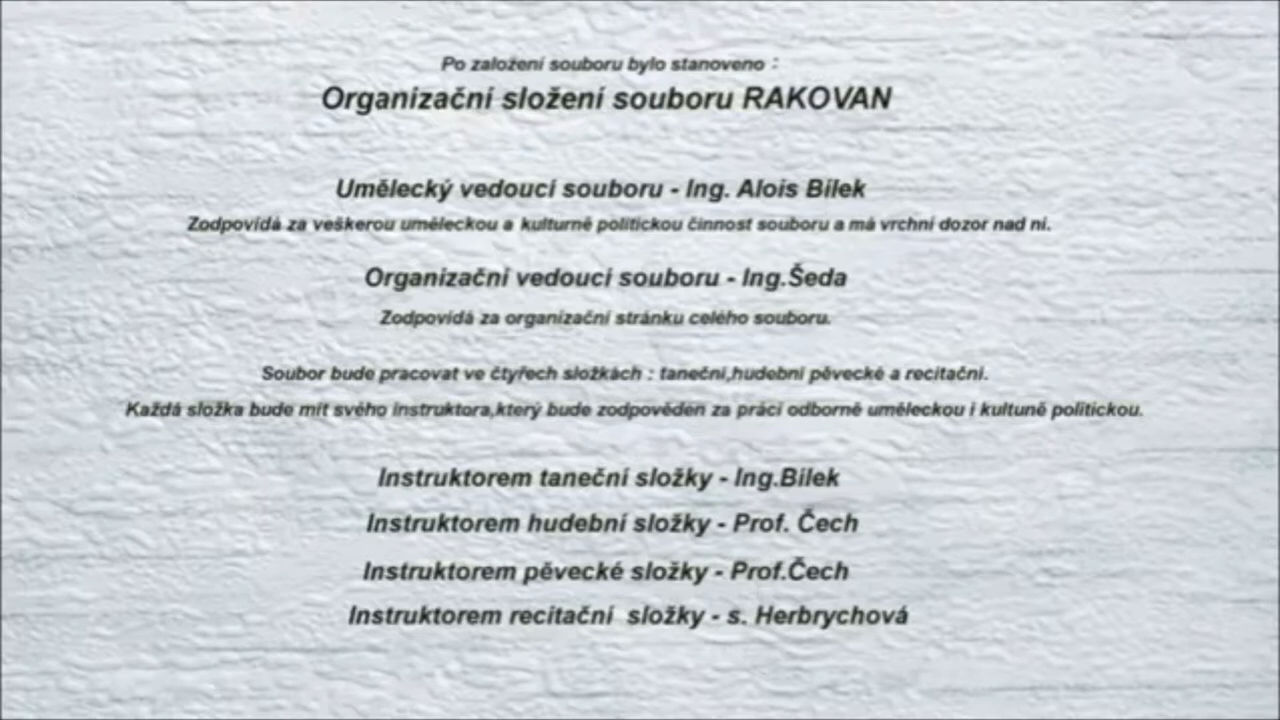 Po založení souboru bylo stanoveno :
Organizační složení souboru RAKOVAN
Umělecký vedoucí souboru - Ing. Alois Bílek
Zodpovídá za veškerou uměleckou a kulturně politickou činnost souboru a má vrchní dozor nad ní.
Organizační vedoucí souboru - Ing.Šeda
Zodpovídá za organizační stránku celého souboru.
Soubor bude pracovat ve čtyřech složkách : taneční,hudební pěvecké a recitační.
Každá složka bude mít svého instruktora,který bude zodpověden za práci odborně uměleckou i kultuně politickou.
Instruktorem taneční složky - Ing.Bílek
Instruktorem hudební složky - Prof. Čech
Instruktorem pěvecké složky - Prof.Čech
Instruktorem recitační složky - s. Herbrychová